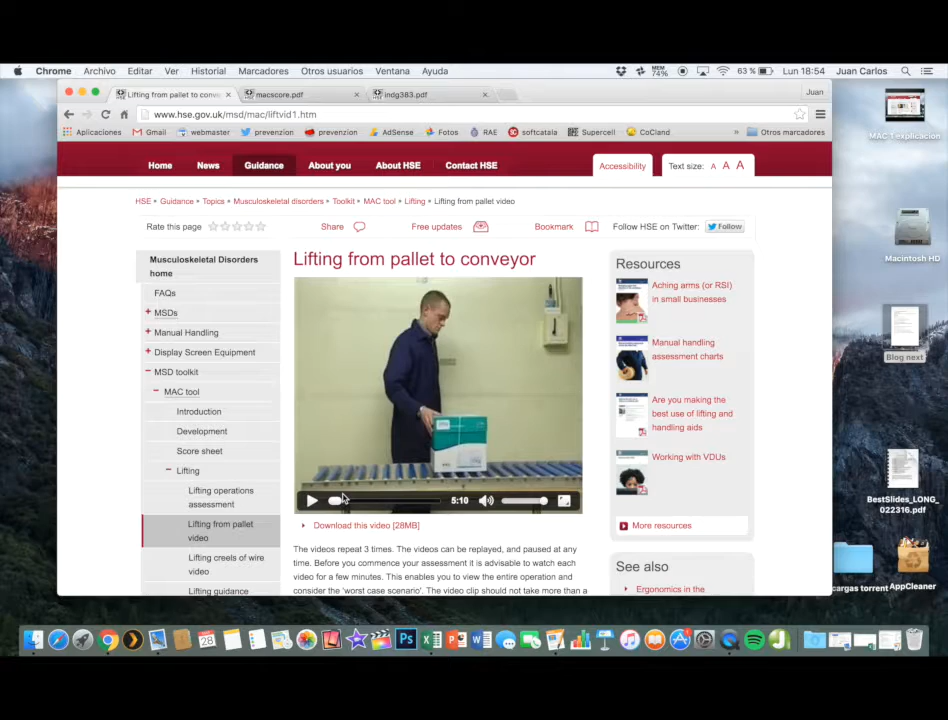 Chrome Archivo Editar Ver Historial Marcadores Otros usuarios Ventana Ayuda
MEM 74% 63 % Lun 18:54 Juan Carlos
Lifting from pallet to conve macscore.pdf indg383.pdf Juan
www.hse.gov.uk/msd/mac/liftvid1.htm
Aplicaciones Gmail webmaster prevenzion prevenzion AdSense Fotos RAE softcatala Supercell CoCland » Otros marcadores
Home News Guidance About you About HSE Contact HSE Accessibility Text size: A A A
HSE Guidance Topics Musculoskeletal disorders Toolkit MAC tool Lifting Lifting from pallet video
Rate this page Share Free updates Bookmark Follow HSE on Twitter: Follow
Musculoskeletal Disorders
home
FAQs
+ MSDs
+ Manual Handling
+ Display Screen Equipment
− MSD toolkit
− MAC tool
Introduction
Development
Score sheet
− Lifting
Lifting operations
assessment
Lifting from pallet
video
Lifting creels of wire
video
Lifting guidance
Lifting from pallet to conveyor
5:10
Download this video [28MB]
The videos repeat 3 times. The videos can be replayed, and paused at any
time. Before you commence your assessment it is advisable to watch each
video for a few minutes. This enables you to view the entire operation and
consider the 'worst case scenario'. The video clip should not take more than a
Resources
Aching arms (or RSI)
in small businesses
Manual handling
assessment charts
Are you making the
best use of lifting and
handling aids
Working with VDUs
More resources
See also
Ergonomics in the
MAC 1 explicacion
Macintosh HD
Blog next
BestSlides_LONG_
022316.pdf
cargas torrent
AppCleaner
28
Ps